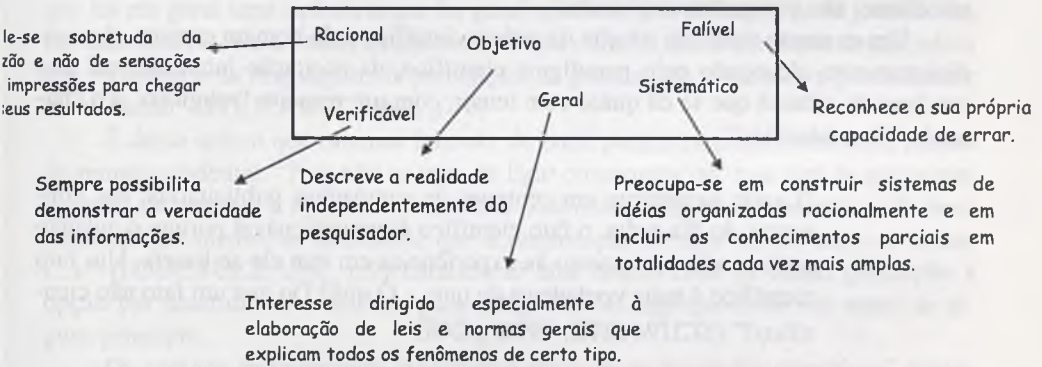 Racional
Objetivo
Falível
Verificável
Geral
Sistemático
le-se sobretuda da
zão e não de sensações
impressões para chegar
eus resultados.
Reconhece a sua própria
capacidade de errar.
Sempre possibilita
demonstrar a veracidade
das informações.
Descreve a realidade
independentemente do
pesquisador.
Preocupa-se em construir sistemas de
idéias organizadas racionalmente e em
incluir os conhecimentos parciais em
totalidades cada vez mais amplas.
Interesse dirigido especialmente à
elaboração de leis e normas gerais que
explicam todos os fenômenos de certo tipo.